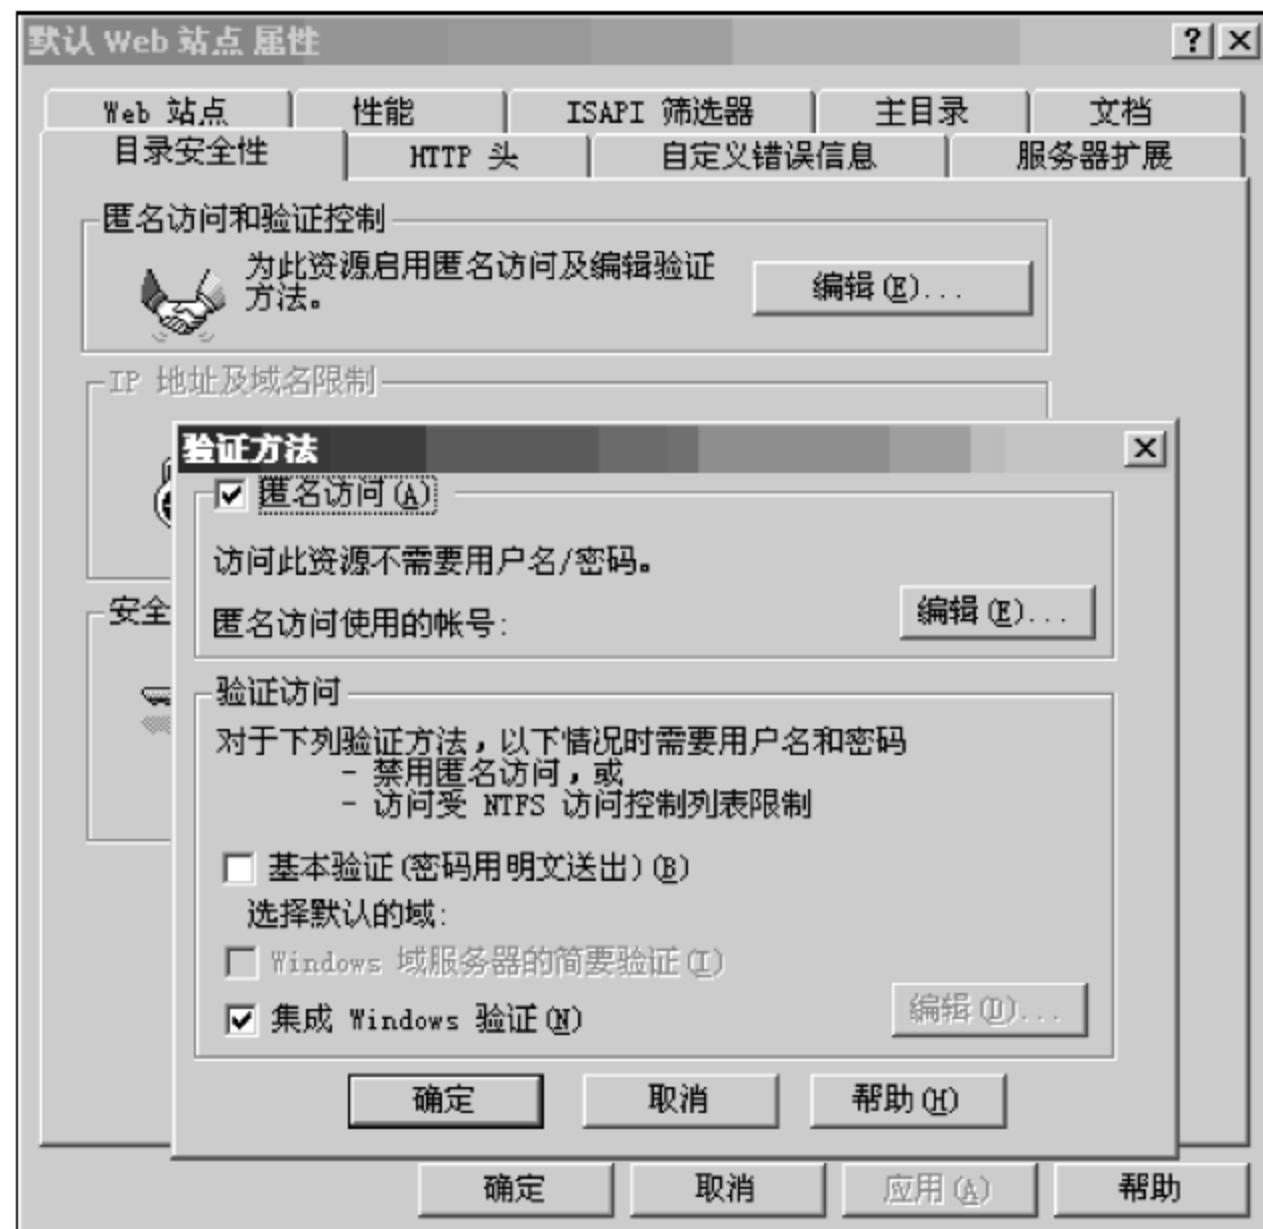 默认 Web 站点 属性
Web 站点 性能 ISAPI 筛选器 主目录 文档
目录安全性 HTTP 头 自定义错误信息 服务器扩展
匿名访问和验证控制
为此资源启用匿名访问及编辑验证
方法。
编辑(E)...
IP 地址及域名限制
安全
验证方法
匿名访问(A)
访问此资源不需要用户名/密码。
匿名访问使用的帐号:
编辑(E)...
验证访问
对于下列验证方法,以下情况时需要用户名和密码
- 禁用匿名访问,或
- 访问受 NTFS 访问控制列表限制
基本验证(密码用明文送出)(B)
选择默认的域:
Windows 域服务器的简要验证(I)
集成 Windows 验证(N)
编辑(D)...
确定 取消 帮助(H)
确定 取消 应用(A) 帮助